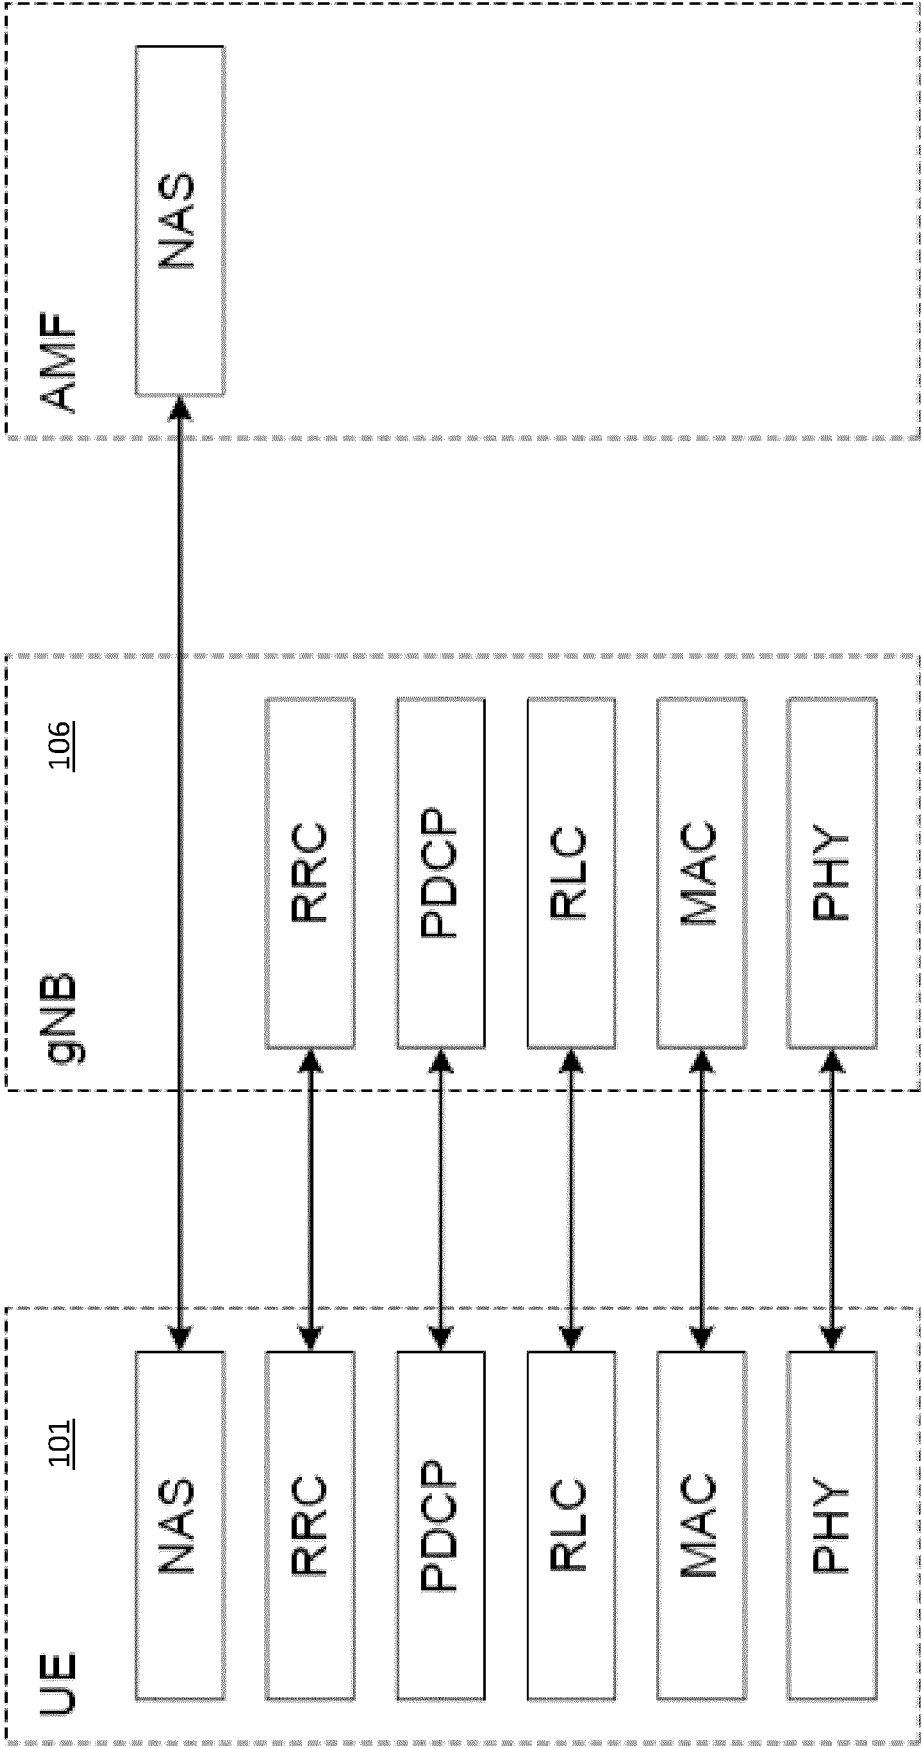 UE 101
NAS
RRC
PDCP
RLC
MAC
PHY
gNB 106
RRC
PDCP
RLC
MAC
PHY
AMF
NAS